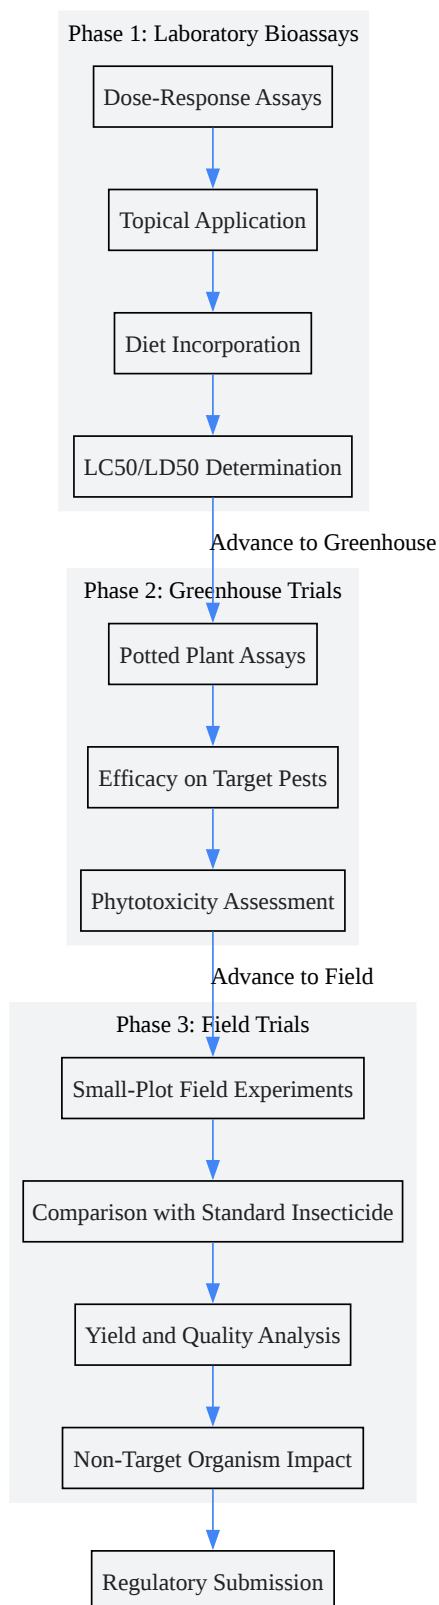 Phase 1: Laboratory Bioassays
Dose-Response Assays
Topical Application
Diet Incorporation
LC50/LD50 Determination
Advance to Greenhouse
Phase 2: Greenhouse Trials
Potted Plant Assays
Efficacy on Target Pests
Phytotoxicity Assessment
Advance to Field
Phase 3: Field Trials
Small-Plot Field Experiments
Comparison with Standard Insecticide
Yield and Quality Analysis
Non-Target Organism Impact
Regulatory Submission